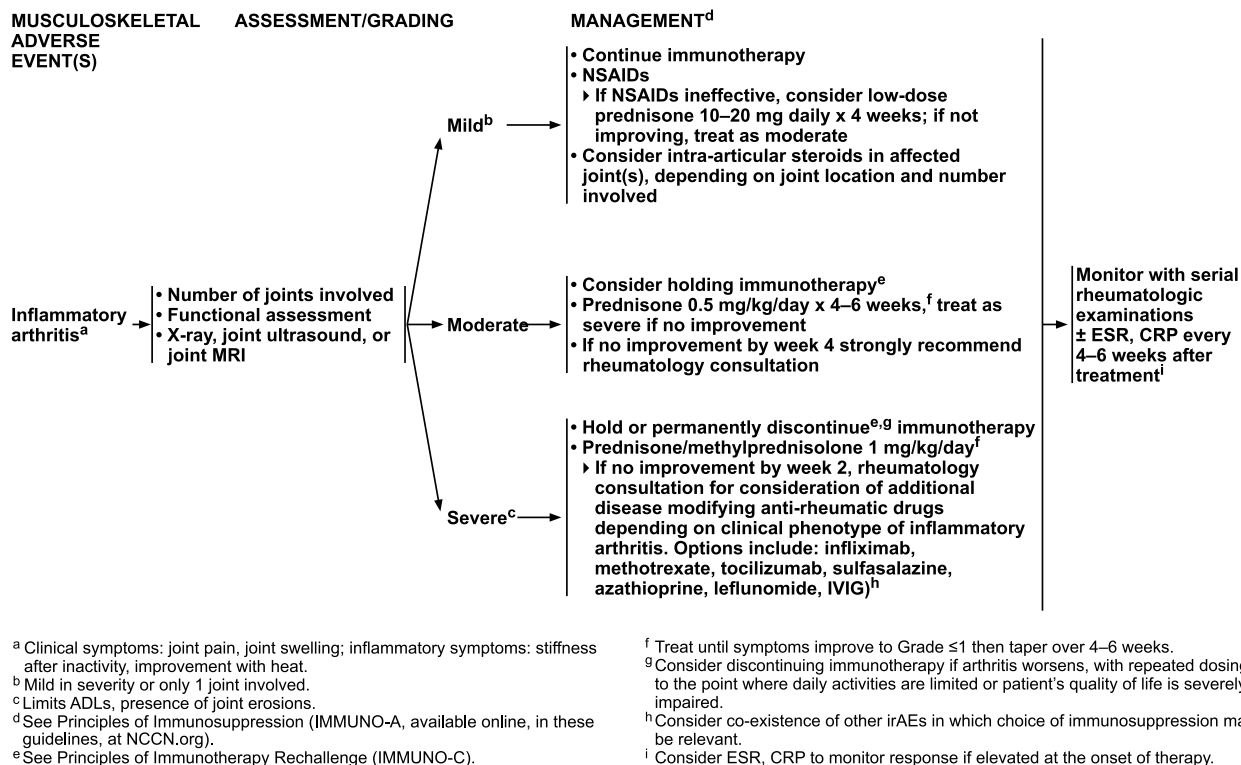 MUSCULOSKELETAL
ADVERSE
EVENT(S)
ASSESSMENT/GRADING
MANAGEMENTd
Inflammatory
arthritisa
• Number of joints involved
• Functional assessment
• X-ray, joint ultrasound, or
joint MRI
Mildb
• Continue immunotherapy
• NSAIDs
If NSAIDs ineffective, consider low-dose
prednisone 10–20 mg daily x 4 weeks; if not
improving, treat as moderate
• Consider intra-articular steroids in affected
joint(s), depending on joint location and number
involved
Moderate
• Consider holding immunotherapye
• Prednisone 0.5 mg/kg/day x 4–6 weeks,f treat as
severe if no improvement
• If no improvement by week 4 strongly recommend
rheumatology consultation
Severec
• Hold or permanently discontinuee,g immunotherapy
• Prednisone/methylprednisolone 1 mg/kg/dayf
If no improvement by week 2, rheumatology
consultation for consideration of additional
disease modifying anti-rheumatic drugs
depending on clinical phenotype of inflammatory
arthritis. Options include: infliximab,
methotrexate, tocilizumab, sulfasalazine,
azathioprine, leflunomide, IVIG)h
Monitor with serial
rheumatologic
examinations
± ESR, CRP every
4–6 weeks after
treatmenti
a Clinical symptoms: joint pain, joint swelling; inflammatory symptoms: stiffness
after inactivity, improvement with heat.
b Mild in severity or only 1 joint involved.
c Limits ADLs, presence of joint erosions.
d See Principles of Immunosuppression (IMMUNO-A, available online, in these
guidelines, at NCCN.org).
e See Principles of Immunotherapy Rechallenge (IMMUNO-C).
f Treat until symptoms improve to Grade ≤1 then taper over 4–6 weeks.
g Consider discontinuing immunotherapy if arthritis worsens, with repeated dosing
to the point where daily activities are limited or patient's quality of life is severely
impaired.
h Consider co-existence of other irAEs in which choice of immunosuppression ma
be relevant.
i Consider ESR, CRP to monitor response if elevated at the onset of therapy.